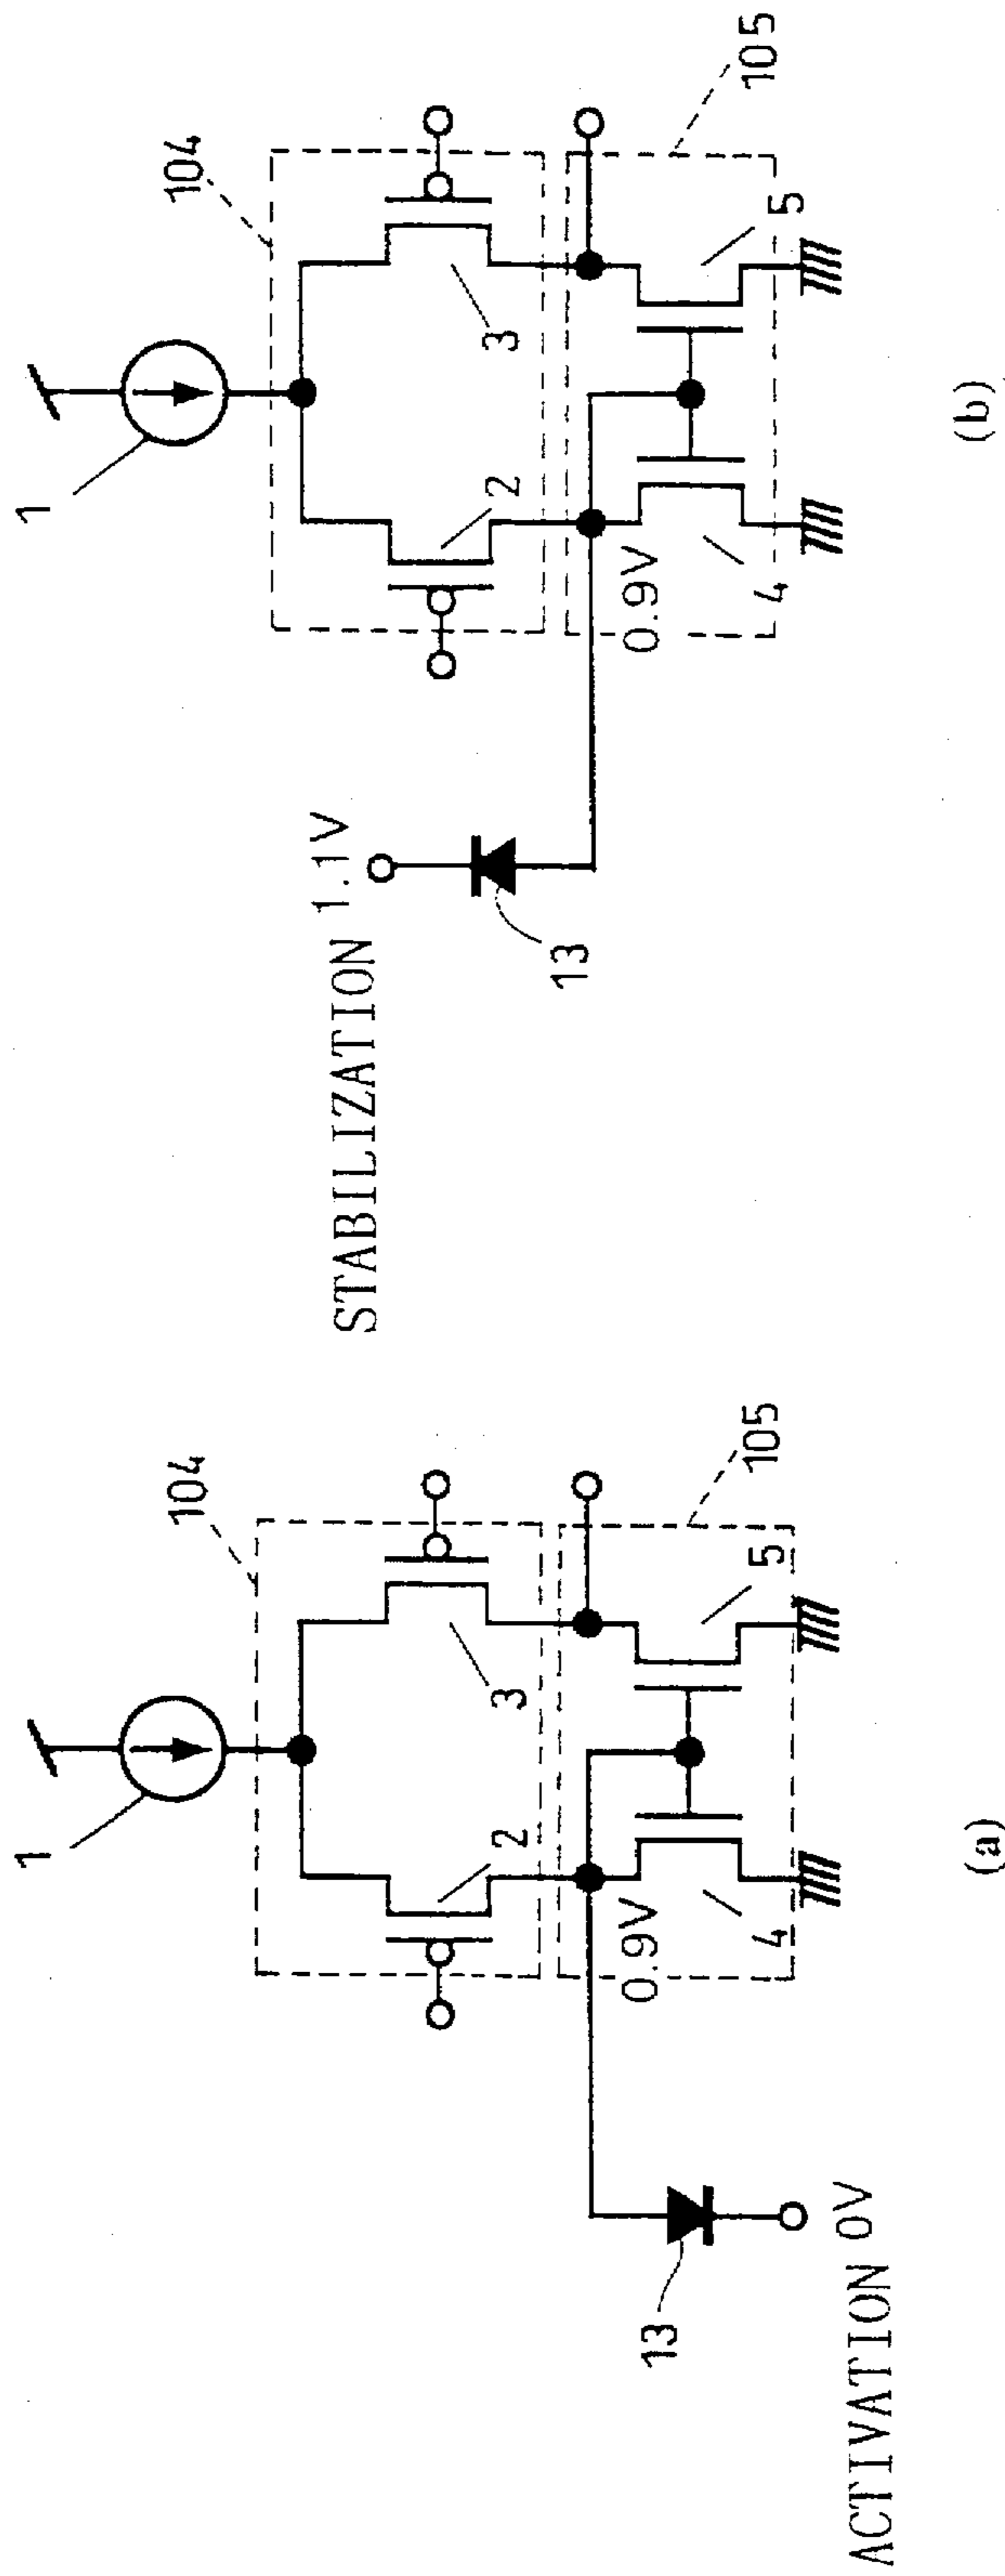 1
104
2
3
105
0.9V
4
5
13
ACTIVATION 0V
(a)
1
104
2
3
105
0.9V
4
5
13
STABILIZATION 1.1V
(b)